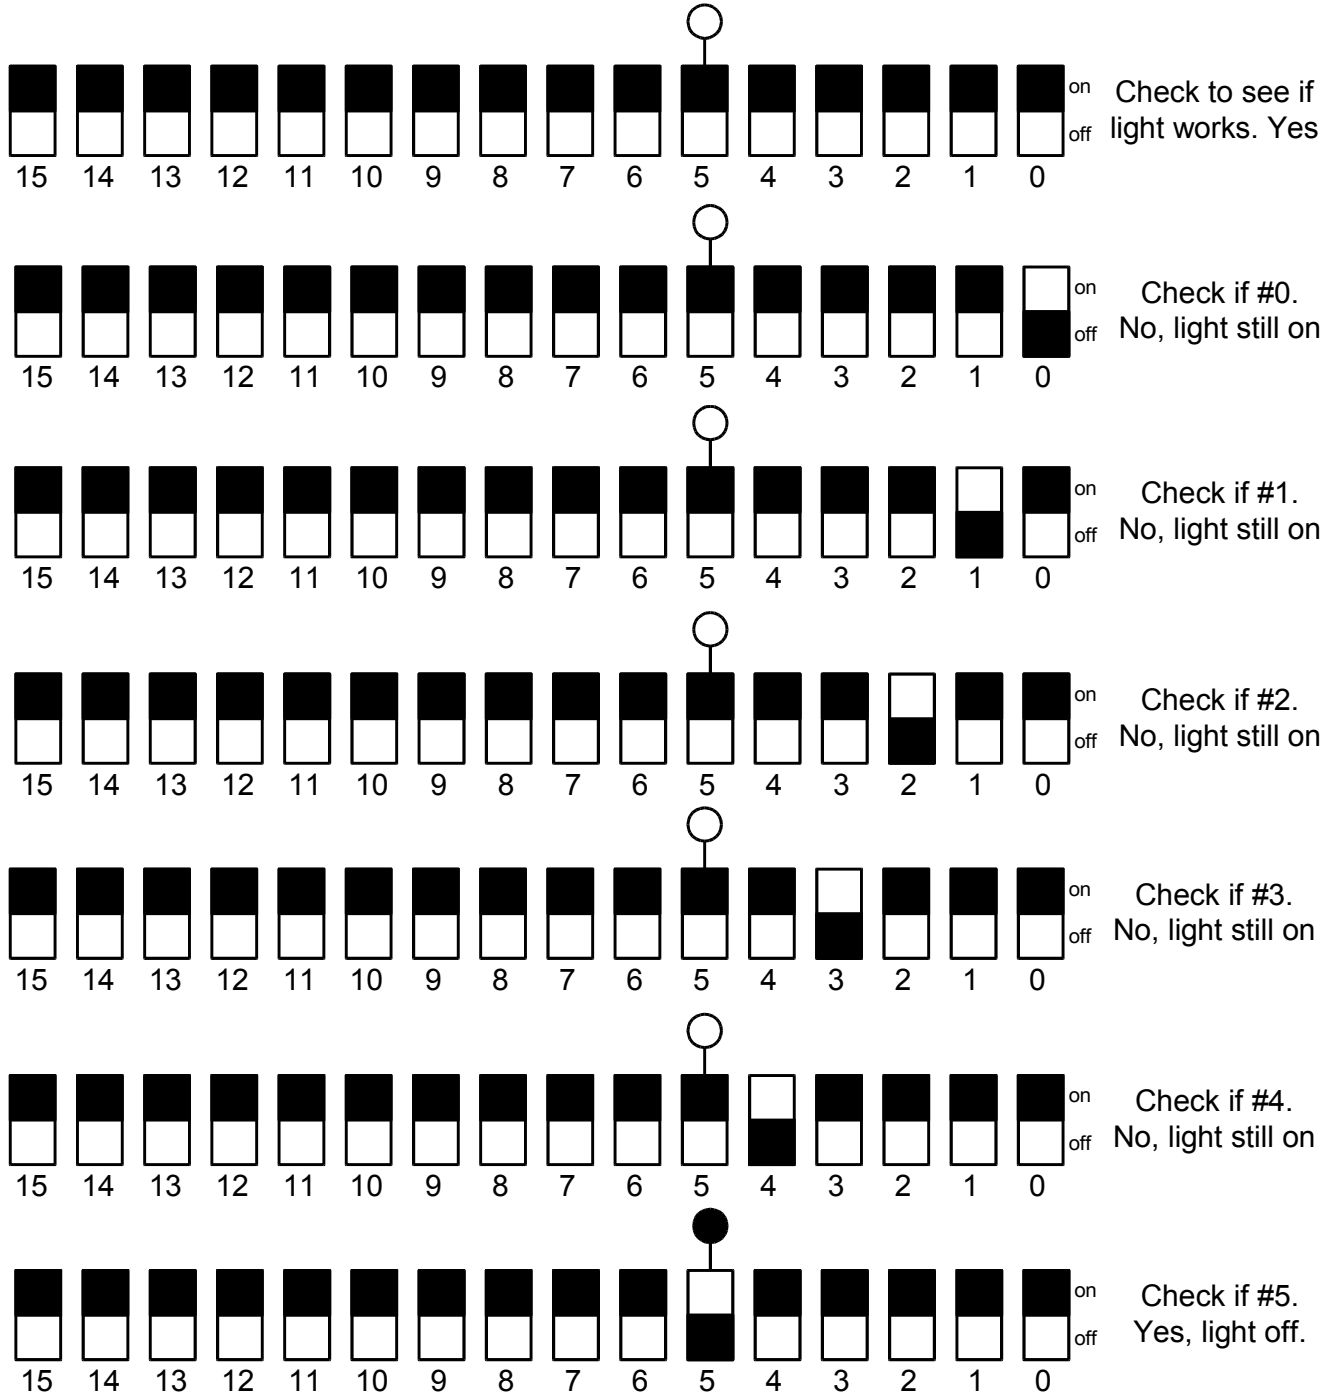 on
Check to see if
off
light works. Yes
15 14 13 12 11 10 9 8 7 6 5 4 3 2 1 0
on
Check if #0.
off
No, light still on
15 14 13 12 11 10 9 8 7 6 5 4 3 2 1 0
on
Check if #1.
off
No, light still on
15 14 13 12 11 10 9 8 7 6 5 4 3 2 1 0
on
Check if #2.
off
No, light still on
15 14 13 12 11 10 9 8 7 6 5 4 3 2 1 0
on
Check if #3.
off
No, light still on
15 14 13 12 11 10 9 8 7 6 5 4 3 2 1 0
on
Check if #4.
off
No, light still on
15 14 13 12 11 10 9 8 7 6 5 4 3 2 1 0
on
Check if #5.
off
Yes, light off.
15 14 13 12 11 10 9 8 7 6 5 4 3 2 1 0